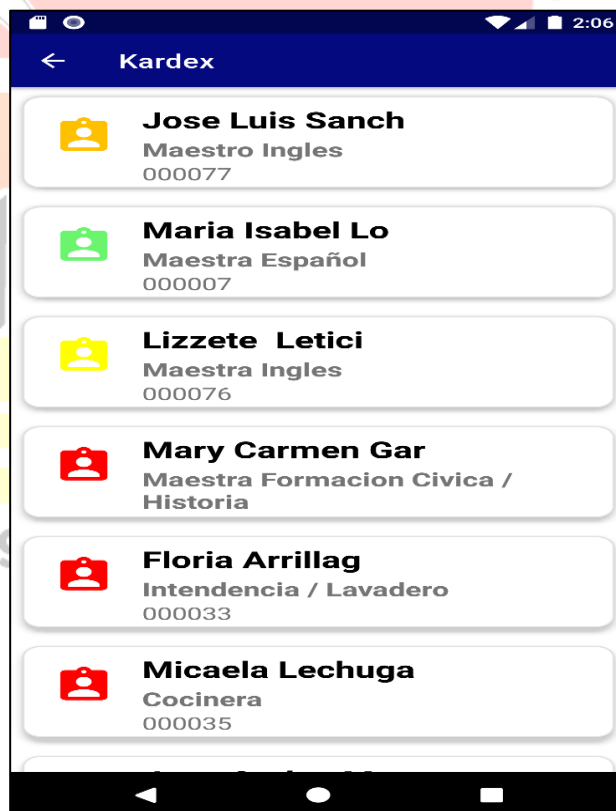 2:06
Kardex
Jose Luis Sanch
Maestro Ingles
000077
Maria Isabel Lo
Maestra Español
000007
Lizzete  Letici
Maestra Ingles
000076
Mary Carmen Gar
Maestra Formacion Civica /
Historia
Floria Arrillag
Intendencia / Lavadero
000033
Micaela Lechuga
Cocinera
000035